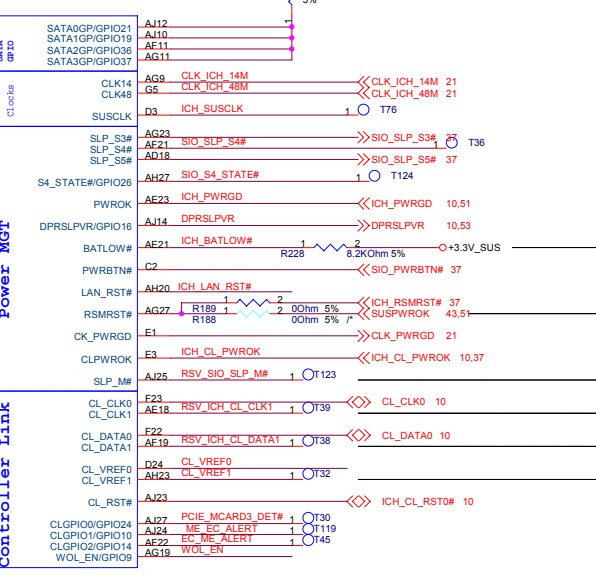 5%
SATA0GP/GPIO21 AJ12
SATA1GP/GPIO19 AJ10
SATA2GP/GPIO36 AF11
SATA3GP/GPIO37 AG11
GPIO
Clocks
CLK14 AG9 CLK_ICH_14M CLK_ICH_14M 21
CLK48 G5 CLK_ICH_48M CLK_ICH_48M 21
SUSCLK D3 ICH_SUSCLK 1 T76
Power MGT
SLP_S3# AG23 SIO_SLP_S3# 37
SLP_S4# AF21 SIO_SLP_S4# 1 T36
SLP_S5# AD18 SIO_SLP_S5# 37
S4_STATE#/GPIO26 AH27 SIO_S4_STATE# 1 T124
PWROK AE23 ICH_PWRGD ICH_PWRGD 10,51
DPRSLPVR/GPIO16 AJ14 DPRSLPVR DPRSLPVR 10,53
BATLOW# AE21 ICH_BATLOW# 1 2 +3.3V_SUS
R228 8.2KOhm 5%
PWRBTN# C2 SIO_PWRBTN# 37
LAN_RST# AH20 ICH_LAN_RST#
1 2 ICH_RSMRST# 37
R189 0Ohm 5%
RSMRST# AG27 1 2 SUSPWROK 43,51
R188 0Ohm 5% /*
CK_PWRGD E1 CLK_PWRGD 21
CLPWROK E3 ICH_CL_PWROK ICH_CL_PWROK 10,37
SLP_M# AJ25 RSV_SIO_SLP_M# 1 T123
Controller Link
CL_CLK0 F23 CL_CLK0 10
CL_CLK1 AE18 RSV_ICH_CL_CLK1 1 T39
CL_DATA0 F22 CL_DATA0 10
CL_DATA1 AF19 RSV_ICH_CL_DATA1 1 T38
CL_VREF0 D24 CL_VREF0
CL_VREF1 AH23 CL_VREF1 1 T32
CL_RST# AJ23 ICH_CL_RST0# 10
CLGPIO0/GPIO24 AJ27 PCIE_MCARD3_DET# 1 T30
CLGPIO1/GPIO10 AJ24 ME_EC_ALERT 1 T119
CLGPIO2/GPIO14 AF22 EC_ME_ALERT 1 T45
WOL_EN/GPIO9 AG19 WOL_EN